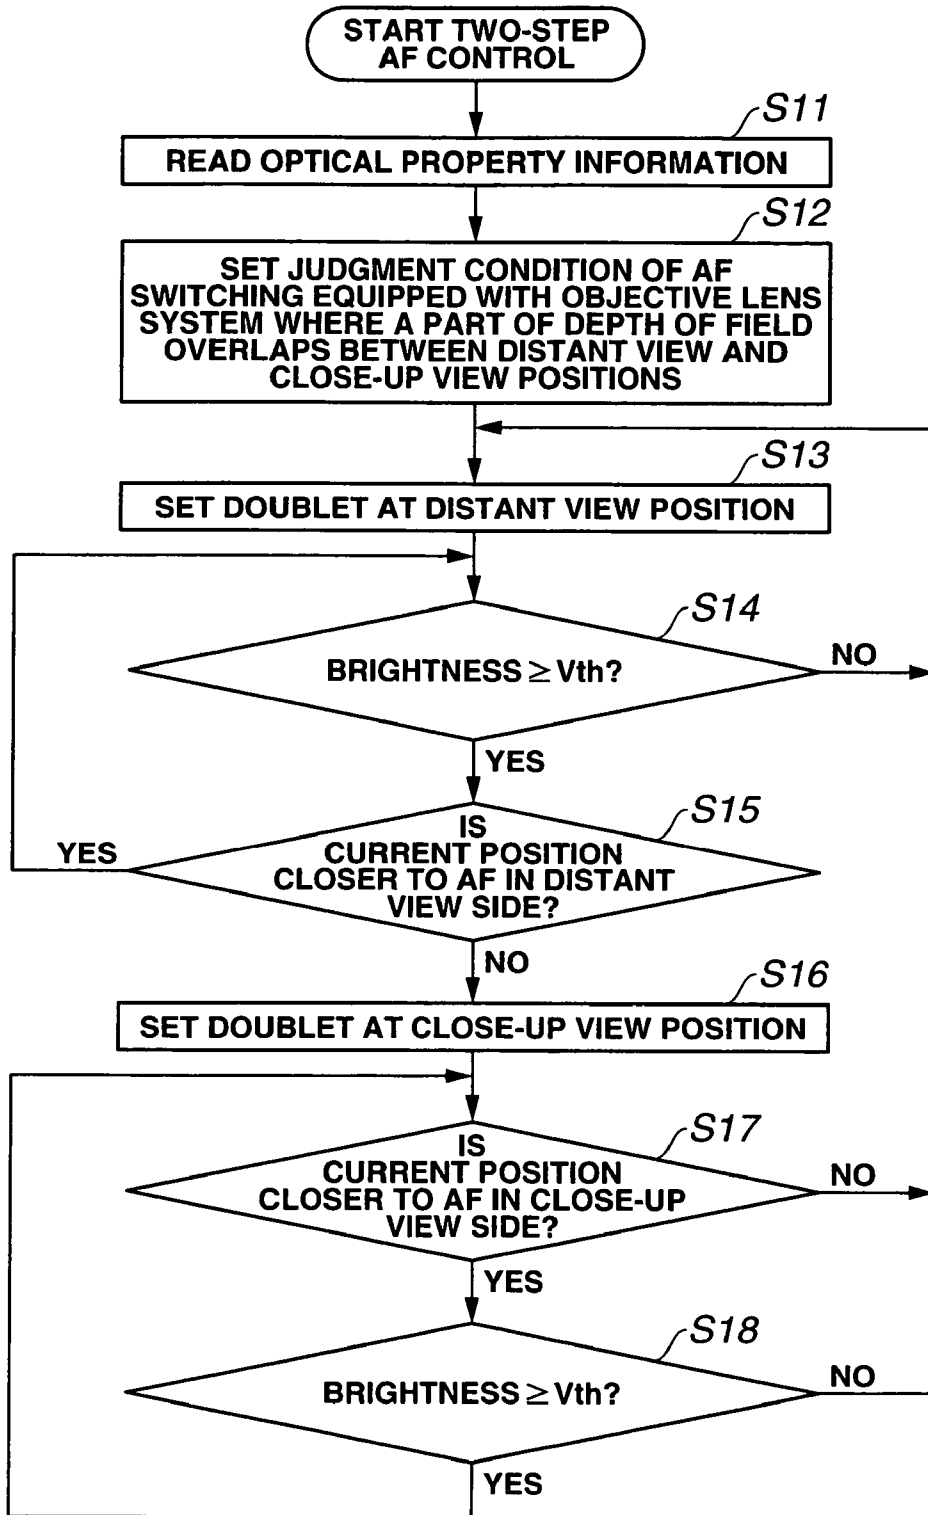 START TWO-STEP
AF CONTROL
S11
READ OPTICAL PROPERTY INFORMATION
S12
SET JUDGMENT CONDITION OF AF
SWITCHING EQUIPPED WITH OBJECTIVE LENS
SYSTEM WHERE A PART OF DEPTH OF FIELD
OVERLAPS BETWEEN DISTANT VIEW AND
CLOSE-UP VIEW POSITIONS
S13
SET DOUBLET AT DISTANT VIEW POSITION
S14
BRIGHTNESS ≥ Vth?
NO
YES
S15
IS
CURRENT POSITION
CLOSER TO AF IN DISTANT
VIEW SIDE?
YES
NO
S16
SET DOUBLET AT CLOSE-UP VIEW POSITION
S17
IS
CURRENT POSITION
CLOSER TO AF IN CLOSE-UP
VIEW SIDE?
NO
YES
S18
BRIGHTNESS ≥ Vth?
NO
YES